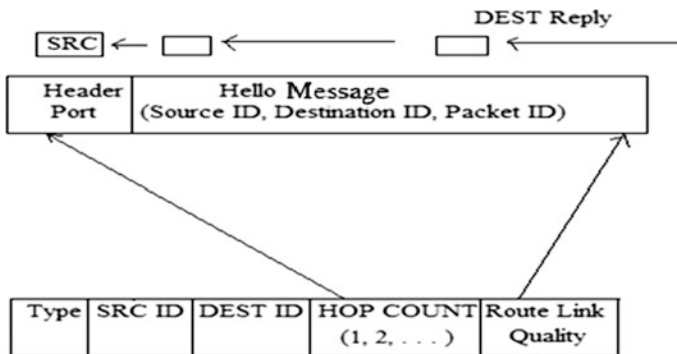 DEST Reply
SRC
Header Port
Hello Message
(Source ID, Destination ID, Packet ID)
Type
SRC ID
DEST ID
HOP COUNT
(1, 2, . . . )
Route Link
Quality